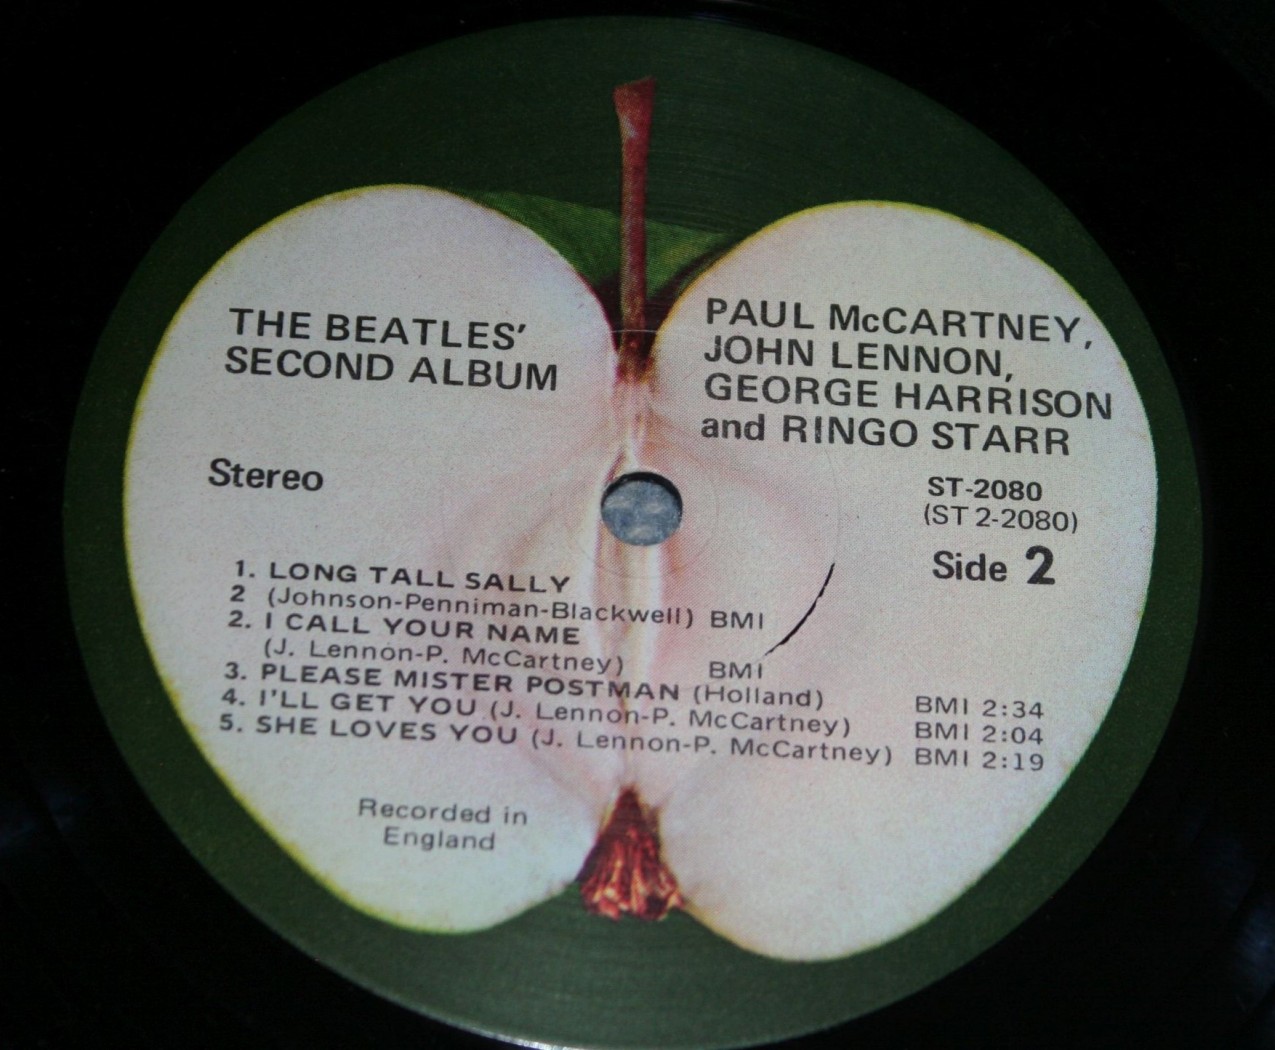 THE BEATLES'
SECOND ALBUM
PAUL McCARTNEY,
JOHN LENNON,
GEORGE HARRISON
and RINGO STARR
Stereo
ST-2080
(ST 2-2080)
Side 2
1. LONG TALL SALLY
2 (Johnson-Penniman-Blackwell) BMI
2. I CALL YOUR NAME
(J. Lennon-P. McCartney) BMI
3. PLEASE MISTER POSTMAN (Holland) BMI 2:34
4. I'LL GET YOU (J. Lennon-P. McCartney) BMI 2:04
5. SHE LOVES YOU (J. Lennon-P. McCartney) BMI 2:19
Recorded in
England